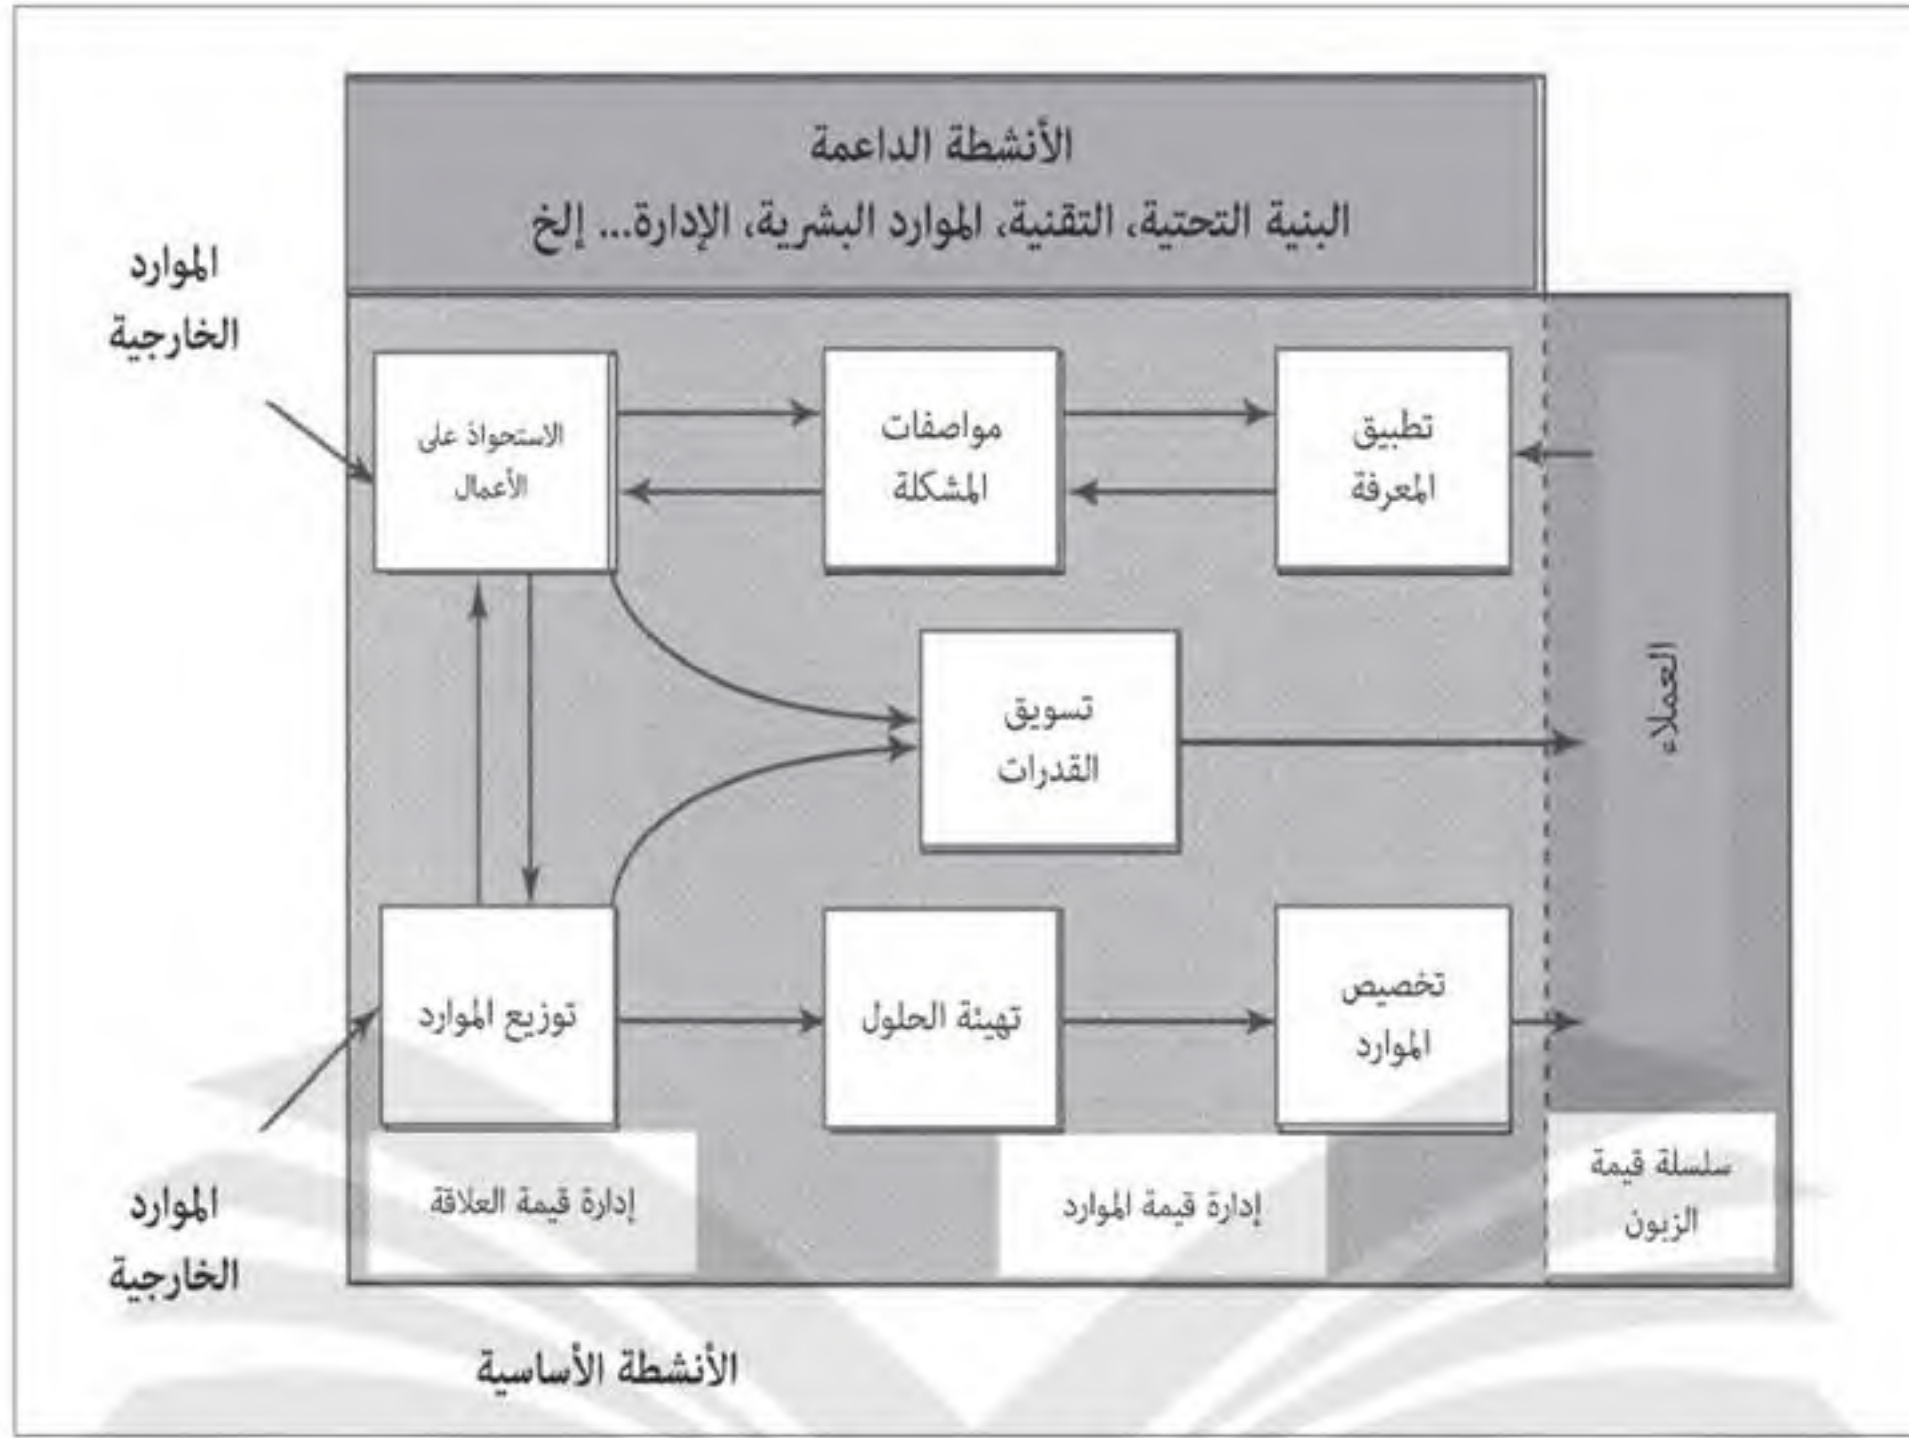 الأنشطة الداعمة
البنية التحتية، التقنية، الموارد البشرية، الإدارة... إلخ
الموارد
الخارجية
تطبيق
المعرفة
مواصفات
المشكلة
الاستحواذ على
الأعمال
العملاء
تسويق
القدرات
تخصيص
الموارد
تهيئة الحلول
توزيع الموارد
سلسلة قيمة
الزبون
إدارة قيمة الموارد
إدارة قيمة العلاقة
الموارد
الخارجية
الأنشطة الأساسية